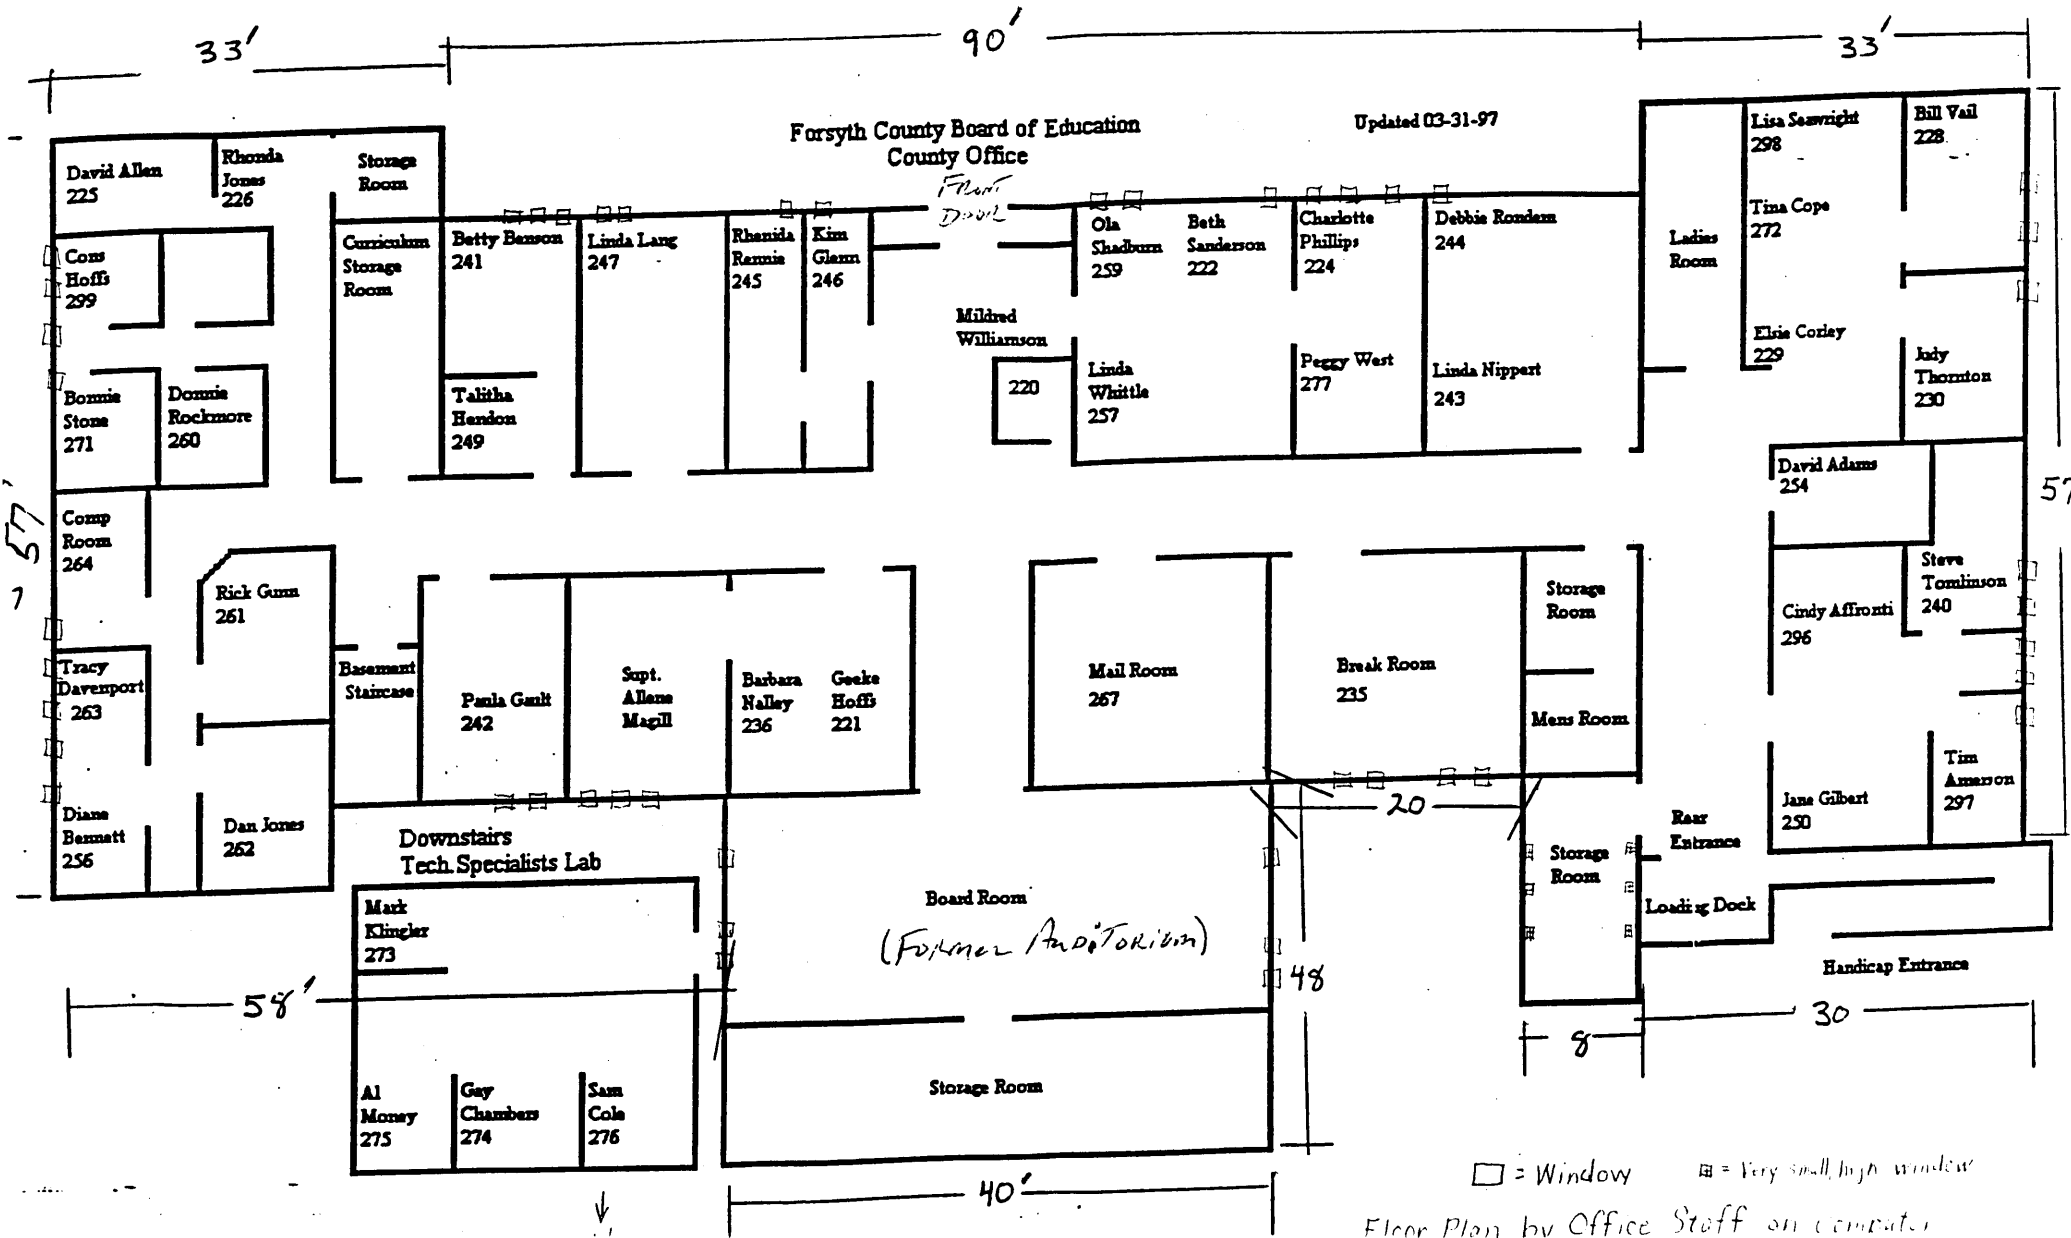 33'
90'
33'
Forsyth County Board of Education
County Office
Updated 03-31-97
Front
Door
David Allen
225
Rhonda
Jones
226
Storage
Room
Cons
Hoffs
299
Curriculum
Storage
Room
Betty Benson
241
Linda Lang
247
Rhenida
Rennie
245
Kim
Glenn
246
Ola
Shadburn
259
Beth
Sanderson
222
Charlotte
Phillips
224
Debbie Rondem
244
Ladies
Room
Lisa Seawright
298
Bill Vail
228
Tina Cope
272
Elsie Corley
229
Judy
Thornton
230
Mildred
Williamson
220
Linda
Whittle
257
Peggy West
277
Linda Nippert
243
Bonnie
Stone
271
Donnie
Rockmore
260
Talitha
Hendon
249
57'
57
Comp
Room
264
Rick Gunn
261
David Adams
254
Steve
Tomlinson
240
Cindy Affronti
296
Storage
Room
Tracy
Davenport
263
Basement
Staircase
Paula Gault
242
Supt.
Allene
Magill
Barbara
Nalley
236
Geeke
Hoffs
221
Mail Room
267
Break Room
235
Mens Room
Diane
Bennett
256
Dan Jones
262
20
Jane Gilbert
250
Tim
Amerson
297
Rear
Entrance
Storage
Room
Loading Dock
Handicap Entrance
Downstairs
Tech.Specialists Lab
Mark
Klingler
273
Board Room
(Former Auditorium)
48
58'
8
30
Al
Money
275
Gay
Chambers
274
Sam
Cole
276
Storage Room
40'
= Window
= Very small, high window
Floor Plan by Office Staff on computer